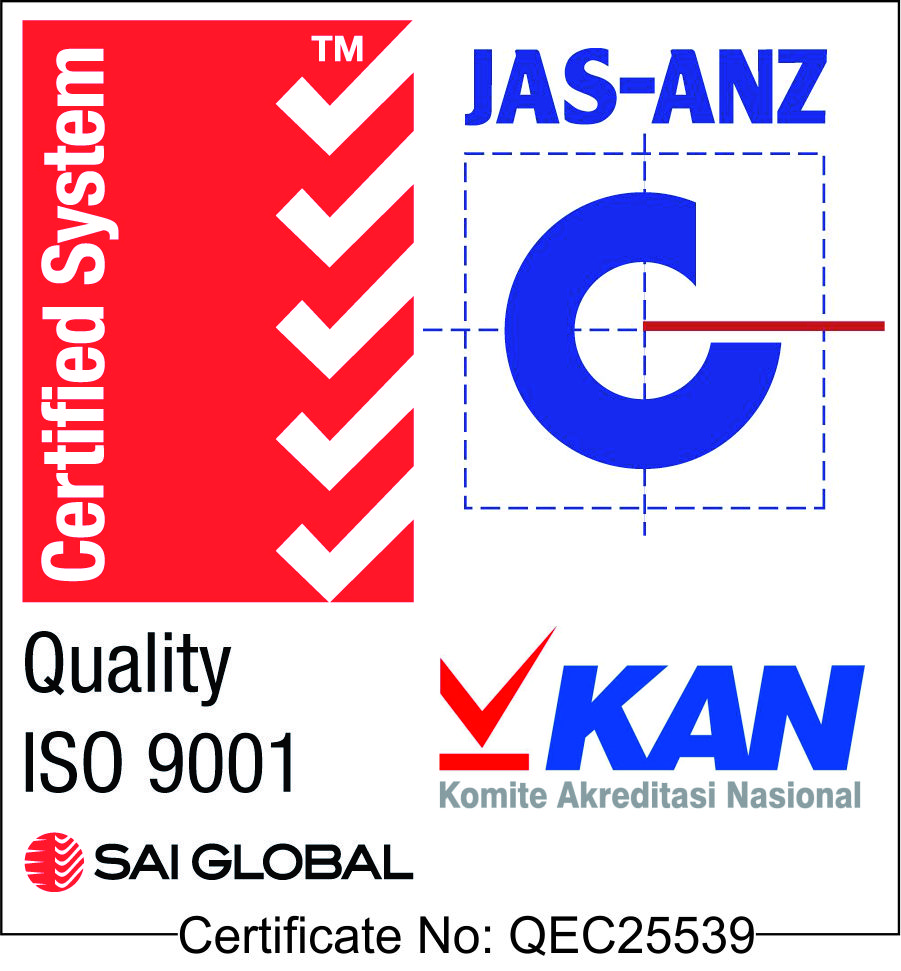 Certified System
TM
JAS-ANZ
Quality
ISO 9001
SAI GLOBAL
KAN
Komite Akreditasi Nasional
Certificate No: QEC25539